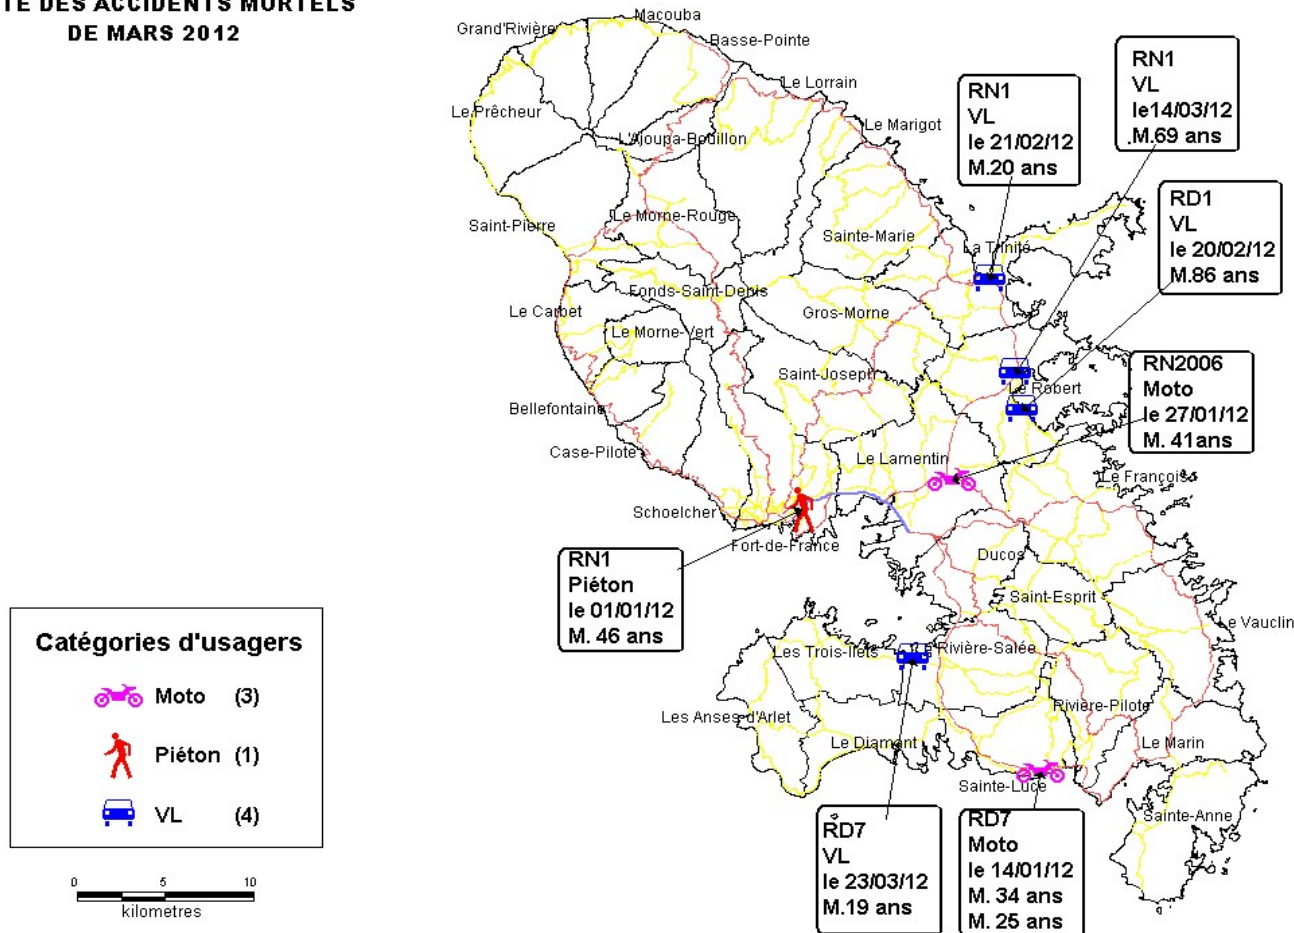 TE DES ACCIDENTS MORTELS
DE MARS 2012
Macouba
Grand'Rivière
Basse-Pointe
Le Lorrain
Le Prêcheur
Le Marigot
L'Ajoupa-Bouillon
RN1
VL
le 21/02/12
M.20 ans
RN1
VL
le14/03/12
.M.69 ans
RD1
VL
le 20/02/12
M.86 ans
Saint-Pierre
Le Morne-Rouge
Sainte-Marie
La Trinité
Fonds-Saint-Denis
Le Carbet
Gros-Morne
Le Morne-Vert
Saint-Joseph
Le Robert
RN2006
Moto
le 27/01/12
M. 41ans
Bellefontaine
Case-Pilote
Le Lamentin
Le François
Schoelcher
Fort-de-France
Ducos
RN1
Piéton
le 01/01/12
M. 46 ans
Saint-Esprit
Le Vauclin
Les Trois-Ilets
Rivière-Salée
Les Anses-d'Arlet
Rivière-Pilote
Le Diamant
Le Marin
Sainte-Luce
Sainte-Anne
RD7
VL
le 23/03/12
M.19 ans
RD7
Moto
le 14/01/12
M. 34 ans
M. 25 ans
Catégories d'usagers
Moto (3)
Piéton (1)
VL (4)
0 5 10
kilometres